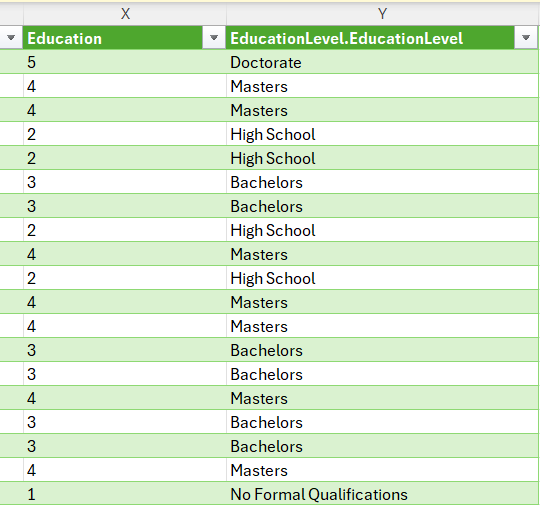 X Y
Education EducationLevel.EducationLevel
5 Doctorate
4 Masters
4 Masters
2 High School
2 High School
3 Bachelors
3 Bachelors
2 High School
4 Masters
2 High School
4 Masters
4 Masters
3 Bachelors
3 Bachelors
4 Masters
3 Bachelors
3 Bachelors
4 Masters
1 No Formal Qualifications